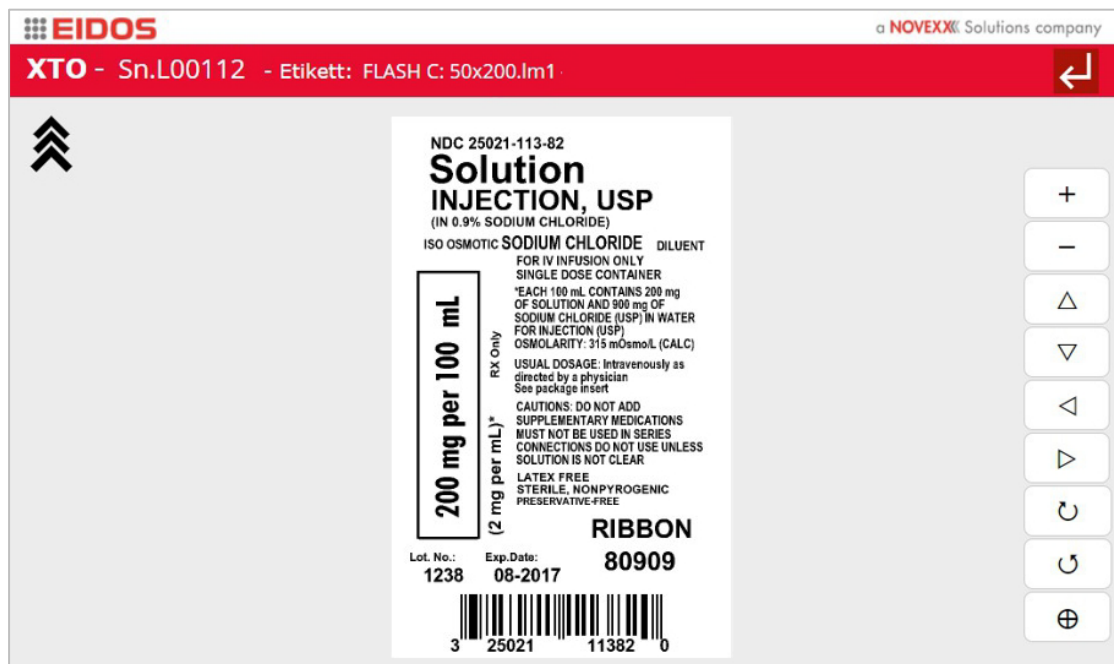 EIDOS
a NOVEXX Solutions company
XTO - Sn.L00112 - Etikett: FLASH C: 50x200.lm1
NDC 25021-113-82
Solution
INJECTION, USP
(IN 0.9% SODIUM CHLORIDE)
ISO OSMOTIC SODIUM CHLORIDE DILUENT
FOR IV INFUSION ONLY
SINGLE DOSE CONTAINER
*EACH 100 mL CONTAINS 200 mg
OF SOLUTION AND 900 mg OF
SODIUM CHLORIDE (USP) IN WATER
FOR INJECTION (USP)
OSMOLARITY: 315 mOsmo/L (CALC)
USUAL DOSAGE: Intravenously as
directed by a physician
See package insert
CAUTIONS: DO NOT ADD
SUPPLEMENTARY MEDICATIONS
MUST NOT BE USED IN SERIES
CONNECTIONS DO NOT USE UNLESS
SOLUTION IS NOT CLEAR
LATEX FREE
STERILE, NONPYROGENIC
PRESERVATIVE-FREE
200 mg per 100 mL
(2 mg per mL)* RX Only
RIBBON
80909
Lot. No.: Exp.Date:
1238 08-2017
3 25021 11382 0